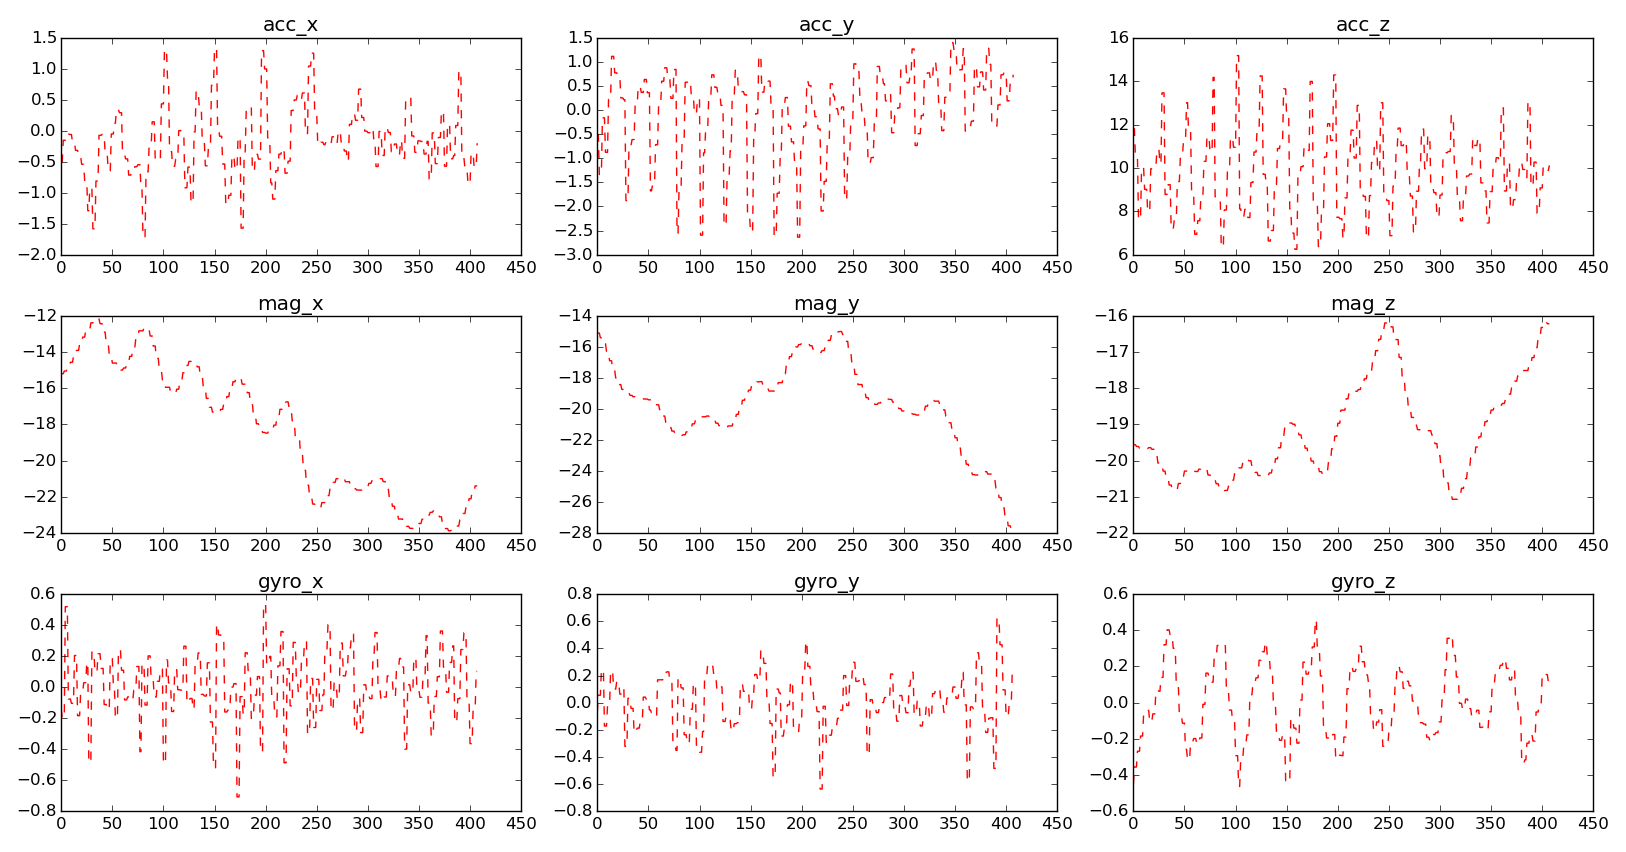 acc_x acc_y acc_z
1.5 1.5 16
1.0 1.0 14
0.5 0.5 12
0.0 0.0 10
−0.5 −0.5 8
−1.0 −1.0 6
−1.5 −1.5
−2.0 −2.0
−2.5
−3.0
0 50 100 150 200 250 300 350 400 450 0 50 100 150 200 250 300 350 400 450 0 50 100 150 200 250 300 350 400 450
mag_x mag_y mag_z
−12 −14 −16
−14 −16 −17
−16 −18 −18
−18 −20 −19
−20 −22 −20
−22 −24 −21
−24 −26 −22
−28
0 50 100 150 200 250 300 350 400 450 0 50 100 150 200 250 300 350 400 450 0 50 100 150 200 250 300 350 400 450
gyro_x gyro_y gyro_z
0.6 0.8 0.6
0.4 0.6 0.4
0.2 0.4 0.2
0.0 0.2 0.0
−0.2 0.0 −0.2
−0.4 −0.2 −0.4
−0.6 −0.4 −0.6
−0.8 −0.6
−0.8
0 50 100 150 200 250 300 350 400 450 0 50 100 150 200 250 300 350 400 450 0 50 100 150 200 250 300 350 400 450